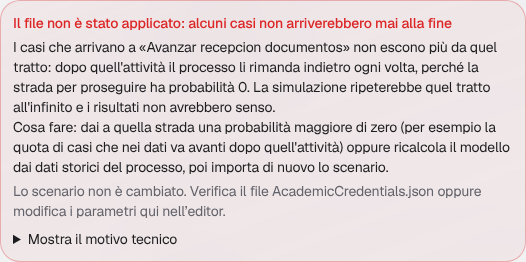 Il file non è stato applicato: alcuni casi non arriverebbero mai alla fine
I casi che arrivano a «Avanzar recepcion documentos» non escono più da quel
tratto: dopo quell'attività il processo li rimanda indietro ogni volta, perché la
strada per proseguire ha probabilità 0. La simulazione ripeterebbe quel tratto
all'infinito e i risultati non avrebbero senso.
Cosa fare: dai a quella strada una probabilità maggiore di zero (per esempio la
quota di casi che nei dati va avanti dopo quell'attività) oppure ricalcola il modello
dai dati storici del processo, poi importa di nuovo lo scenario.
Lo scenario non è cambiato. Verifica il file AcademicCredentials.json oppure
modifica i parametri qui nell'editor.
▶ Mostra il motivo tecnico